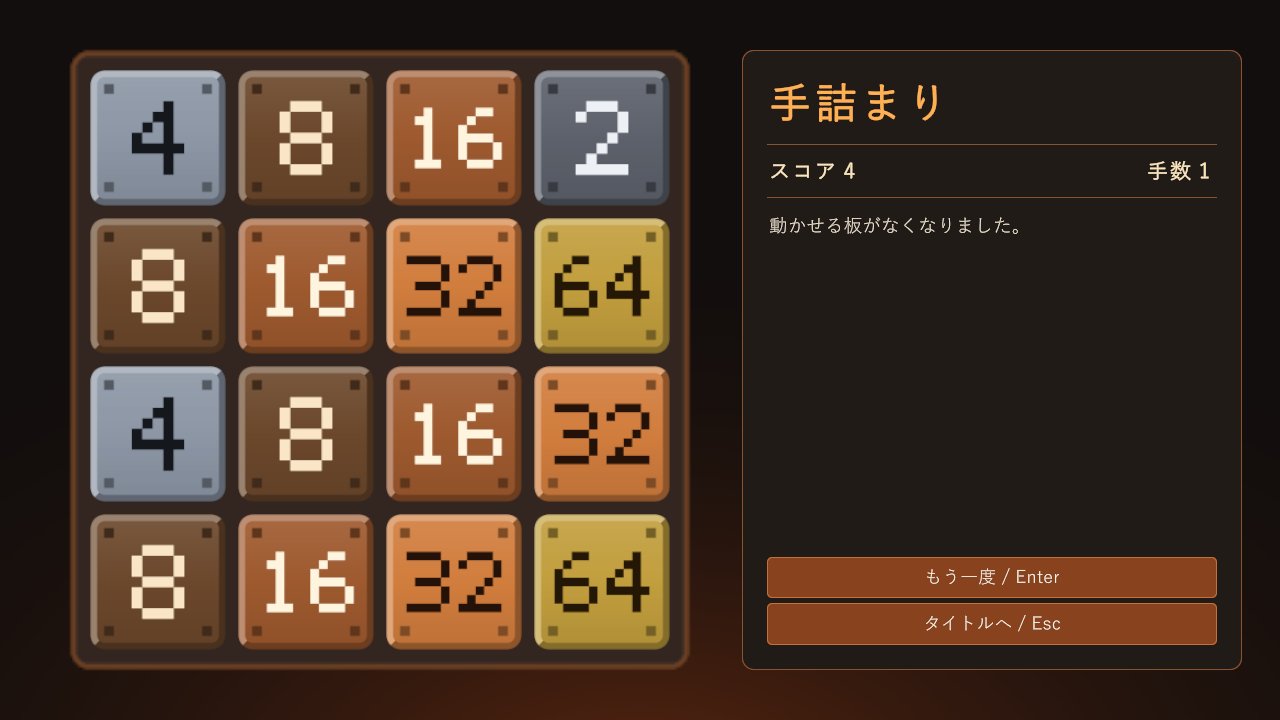 4 8 16 2
8 16 32 64
4 8 16 32
8 16 32 64
手詰まり
スコア 4 手数 1
動かせる板がなくなりました。
もう一度 / Enter
タイトルへ / Esc